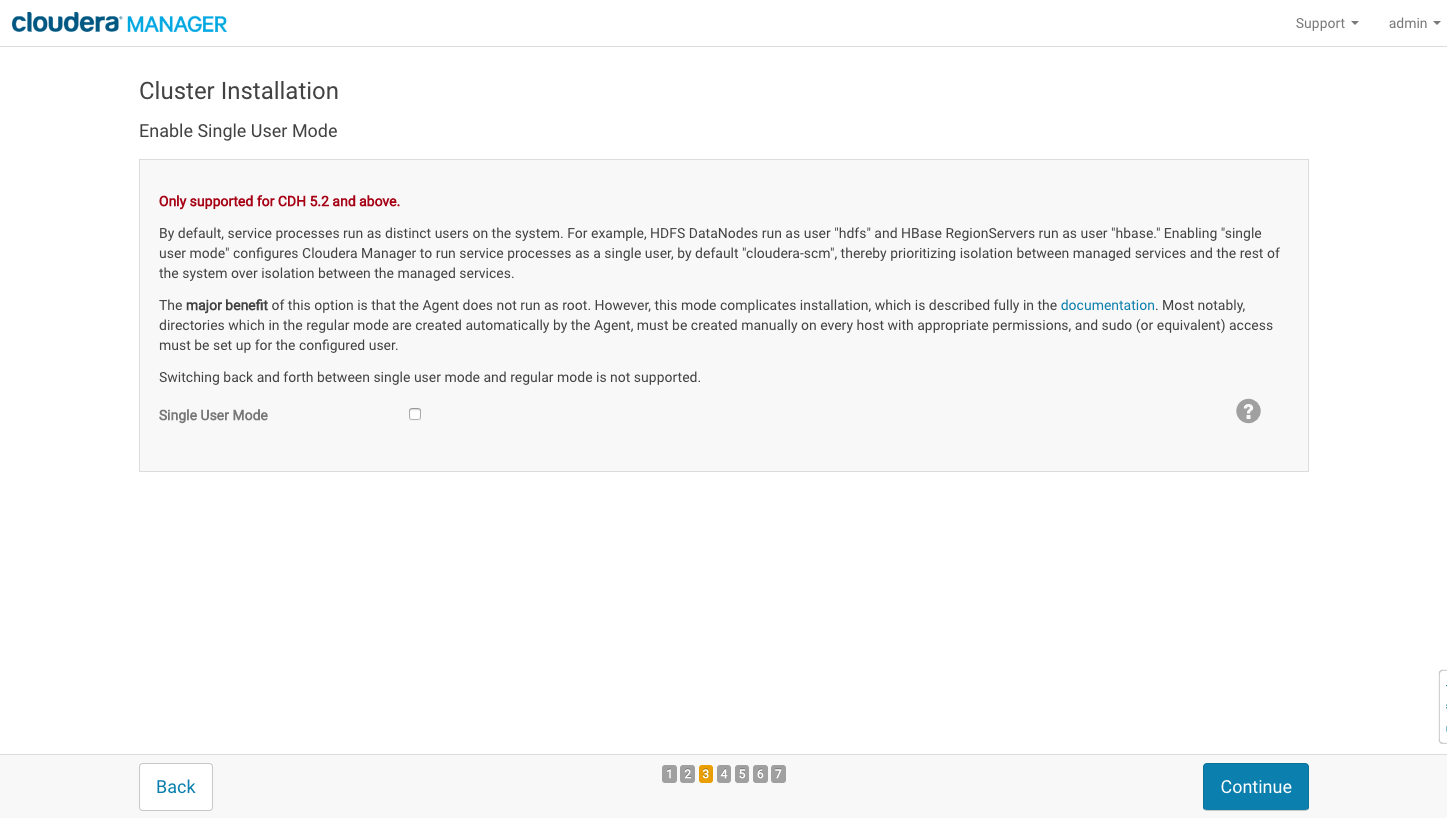 cloudera MANAGER
Support
admin
Cluster Installation
Enable Single User Mode
Only supported for CDH 5.2 and above.
By default, service processes run as distinct users on the system. For example, HDFS DataNodes run as user "hdfs" and HBase RegionServers run as user "hbase." Enabling "single
user mode" configures Cloudera Manager to run service processes as a single user, by default "cloudera-scm", thereby prioritizing isolation between managed services and the rest of
the system over isolation between the managed services.
The major benefit of this option is that the Agent does not run as root. However, this mode complicates installation, which is described fully in the documentation. Most notably,
directories which in the regular mode are created automatically by the Agent, must be created manually on every host with appropriate permissions, and sudo (or equivalent) access
must be set up for the configured user.
Switching back and forth between single user mode and regular mode is not supported.
Single User Mode
?
Back
1 2 3 4 5 6 7
Continue